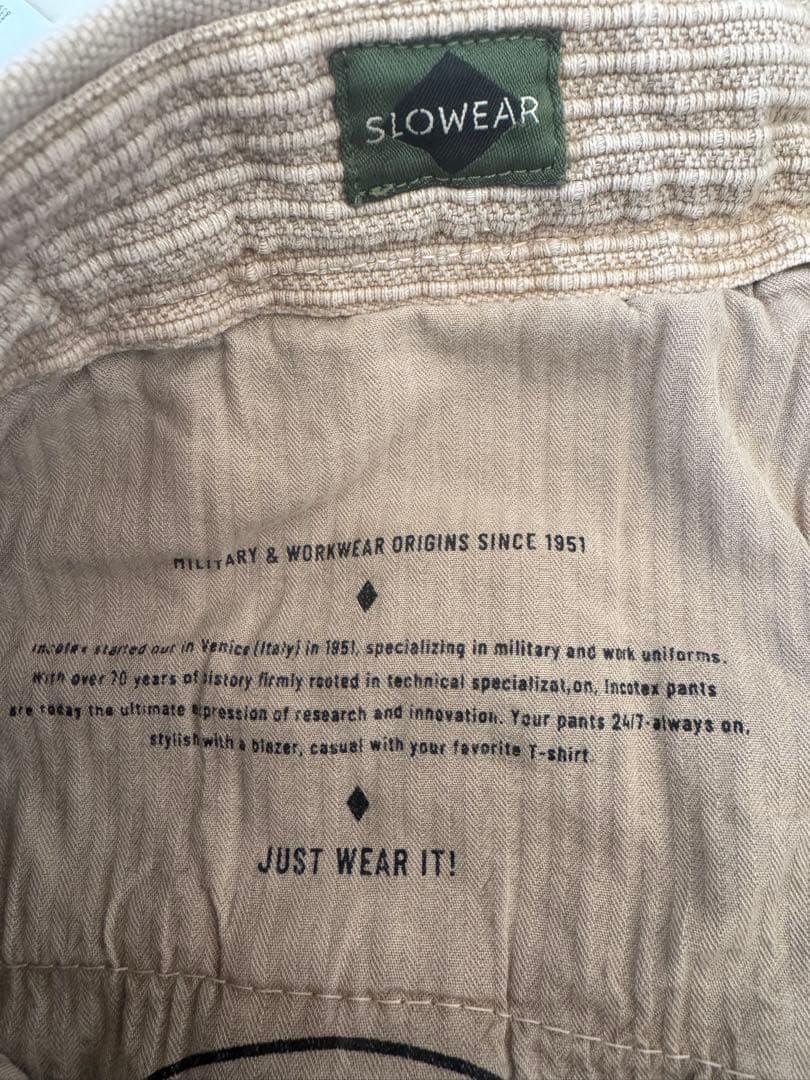 SLOWEAR
MILITARY & WORKWEAR ORIGINS SINCE 1951
Incotex started our in Venice (Italy) in 1951, specializing in military and work uniforms.
With over 70 years of history firmly rooted in technical specialization, Incotex pants
are today the ultimate expression of research and innovation. Your pants 24/7-always on,
stylish with a blazer, casual with your favorite T-shirt.
JUST WEAR IT!